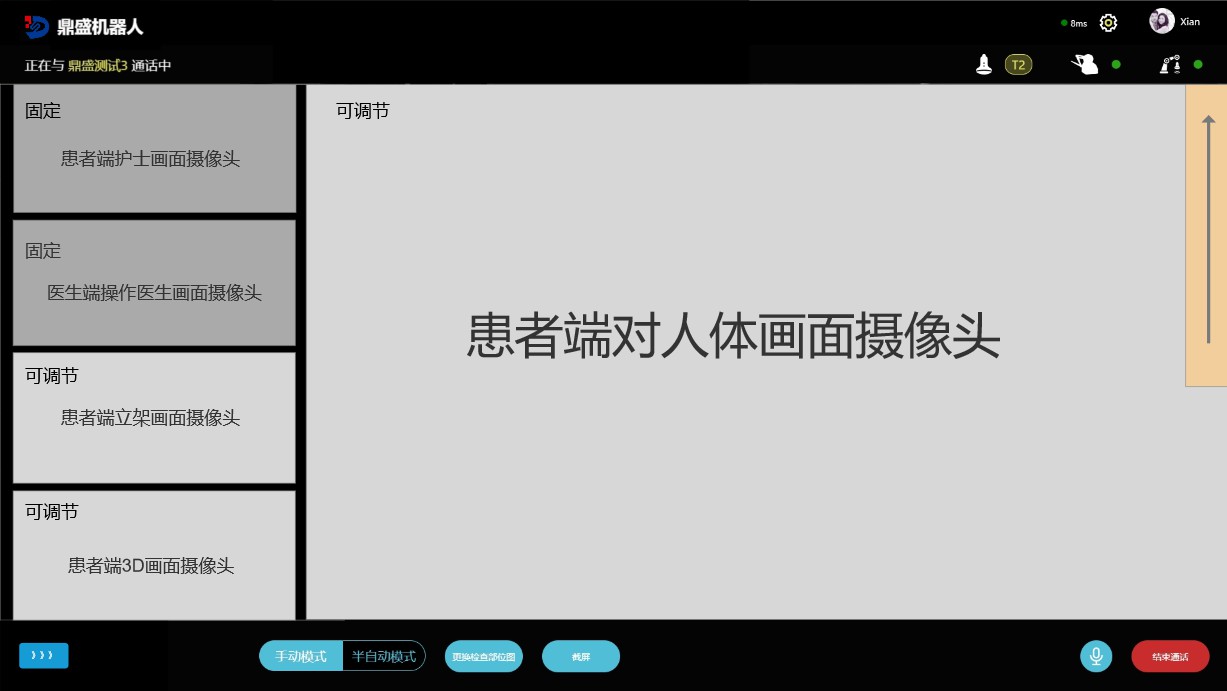 鼎盛机器人
8ms
Xian
正在与 鼎盛测试3 通话中
T2
固定
患者端护士画面摄像头
固定
医生端操作医生画面摄像头
可调节
患者端立架画面摄像头
可调节
患者端3D画面摄像头
可调节
患者端对人体画面摄像头
手动模式
半自动模式
更换检查部位图
截屏
结束通话